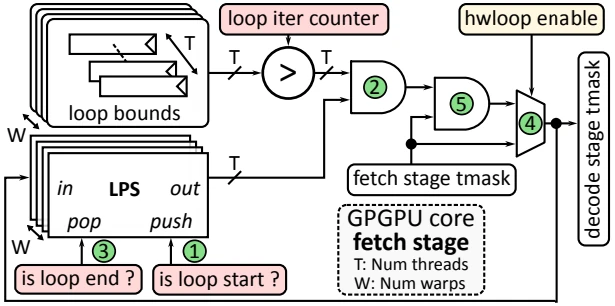 loop iter counter
hwloop enable
T
loop bounds
T
>
T
2
5
4
W
in LPS out
pop push
T
W
fetch stage tmask
decode stage tmask
3
1
is loop end ?
is loop start ?
GPGPU core
fetch stage
T: Num threads
W: Num warps